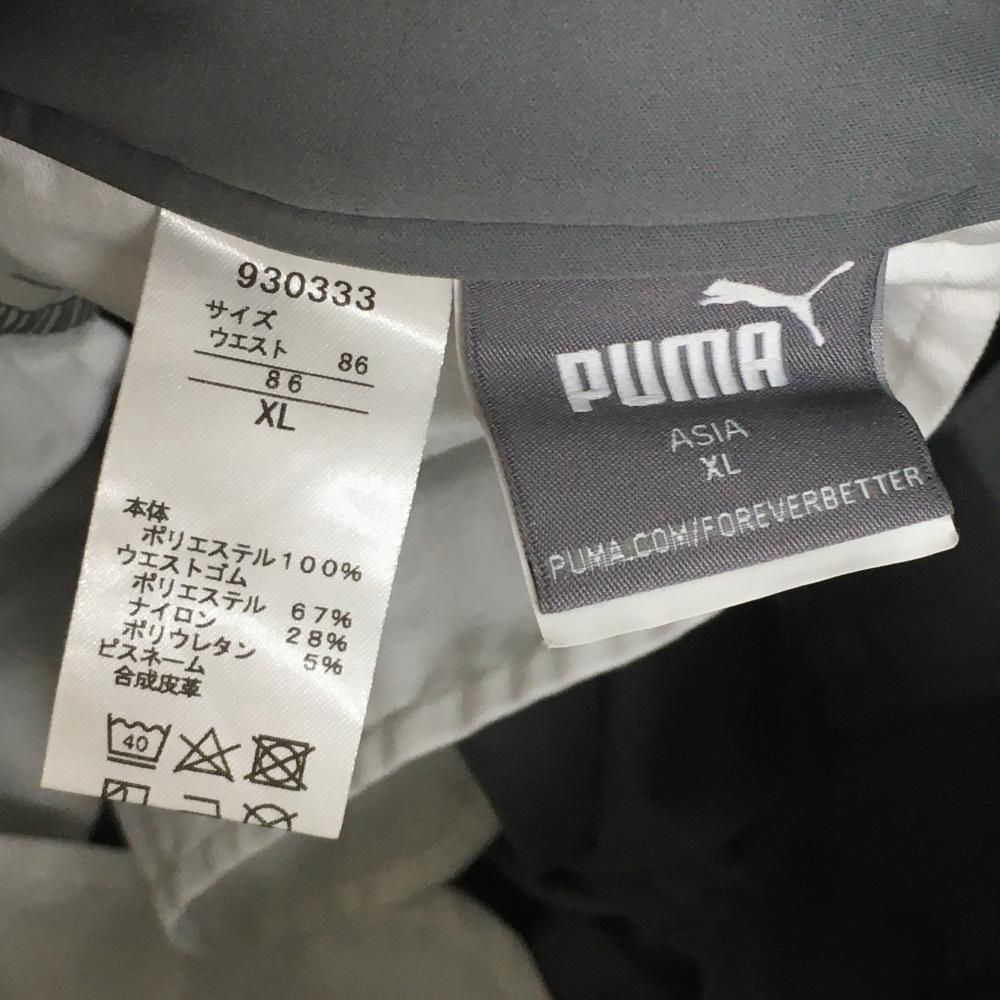 930333
サイズ
ウエスト 86
86
XL
本体
ポリエステル100%
ウエストゴム
ポリエステル 67%
ナイロン 28%
ポリウレタン 5%
ピスネーム
合成皮革
40
PUMA
ASIA
XL
PUMA.COM/FOREVERBETTER